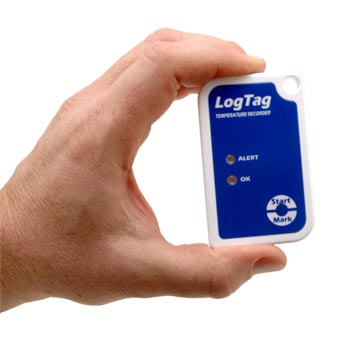 LogTag
TEMPERATURE RECORDER
ALERT
OK
Start
Mark